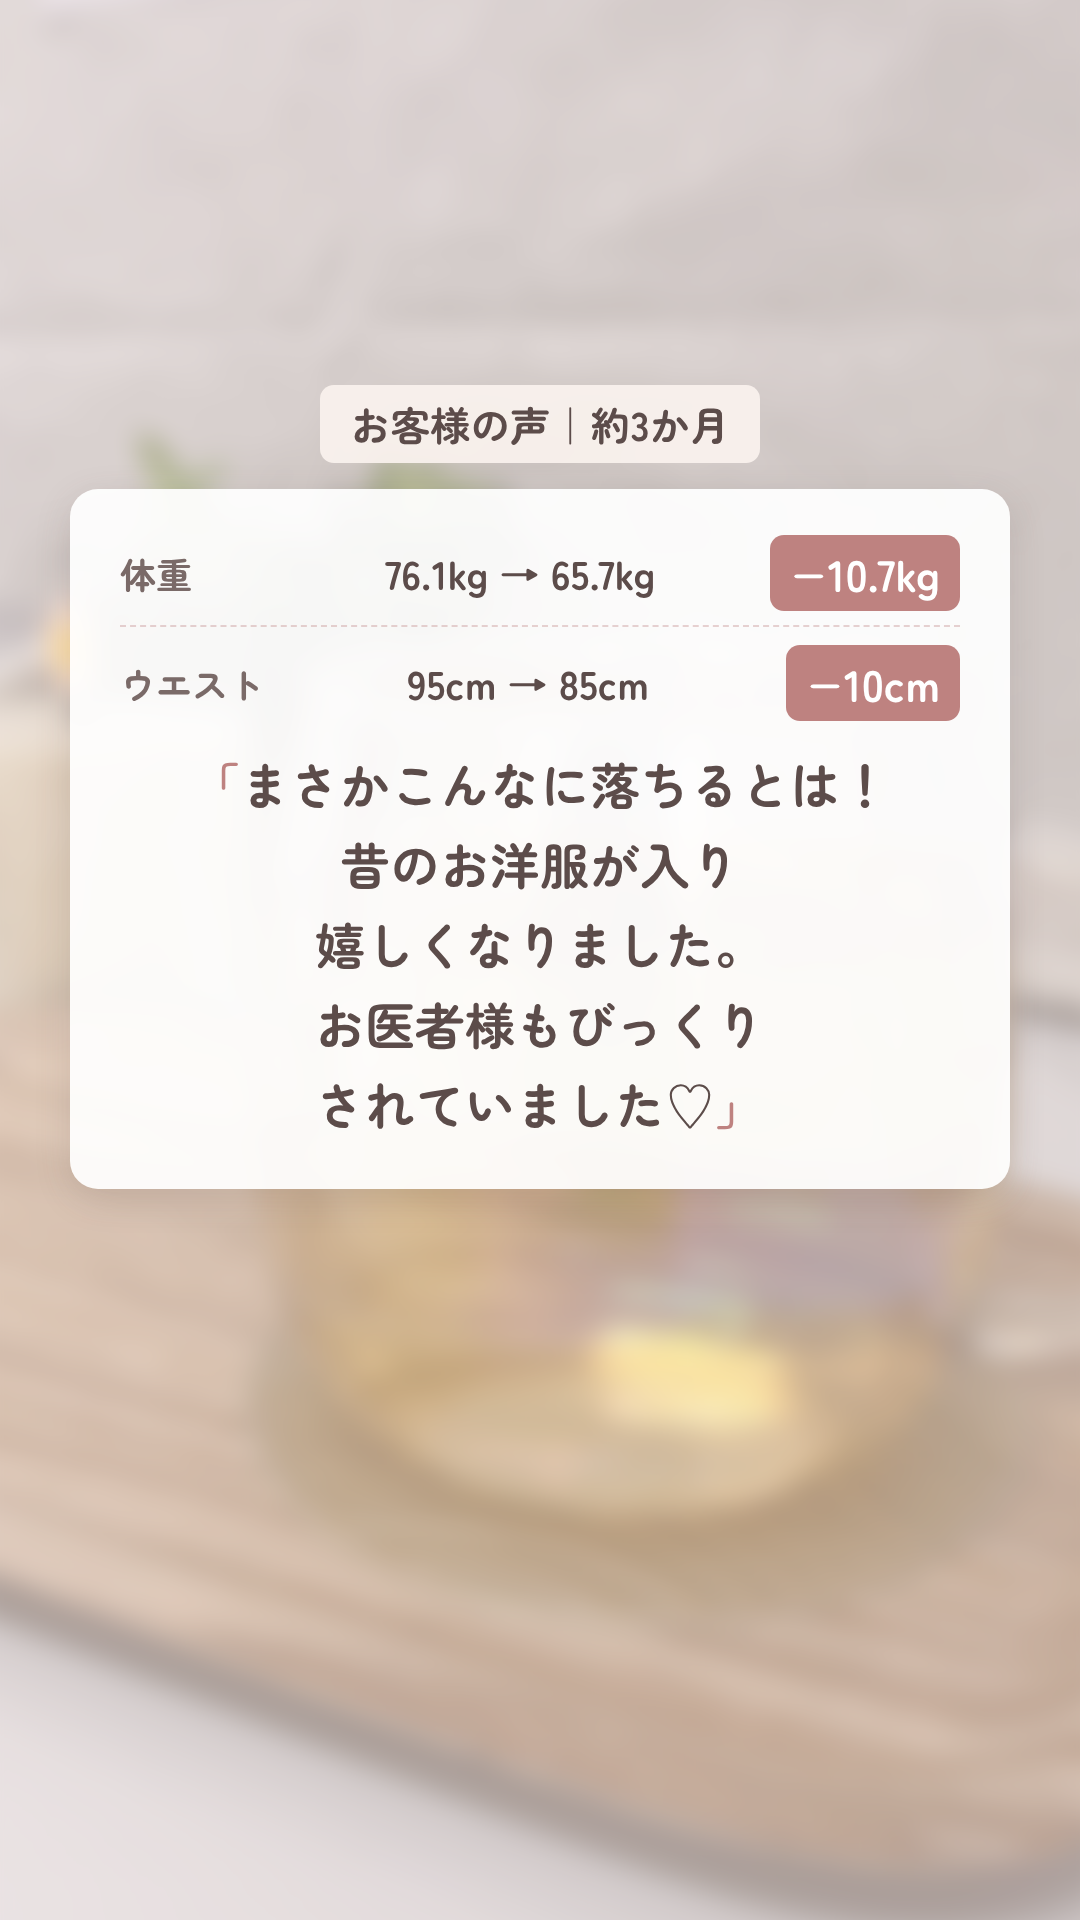 お客様の声｜約3か月
体重 76.1kg → 65.7kg −10.7kg
ウエスト 95cm → 85cm −10cm
「まさかこんなに落ちるとは！
昔のお洋服が入り
嬉しくなりました。
お医者様もびっくり
されていました♡」